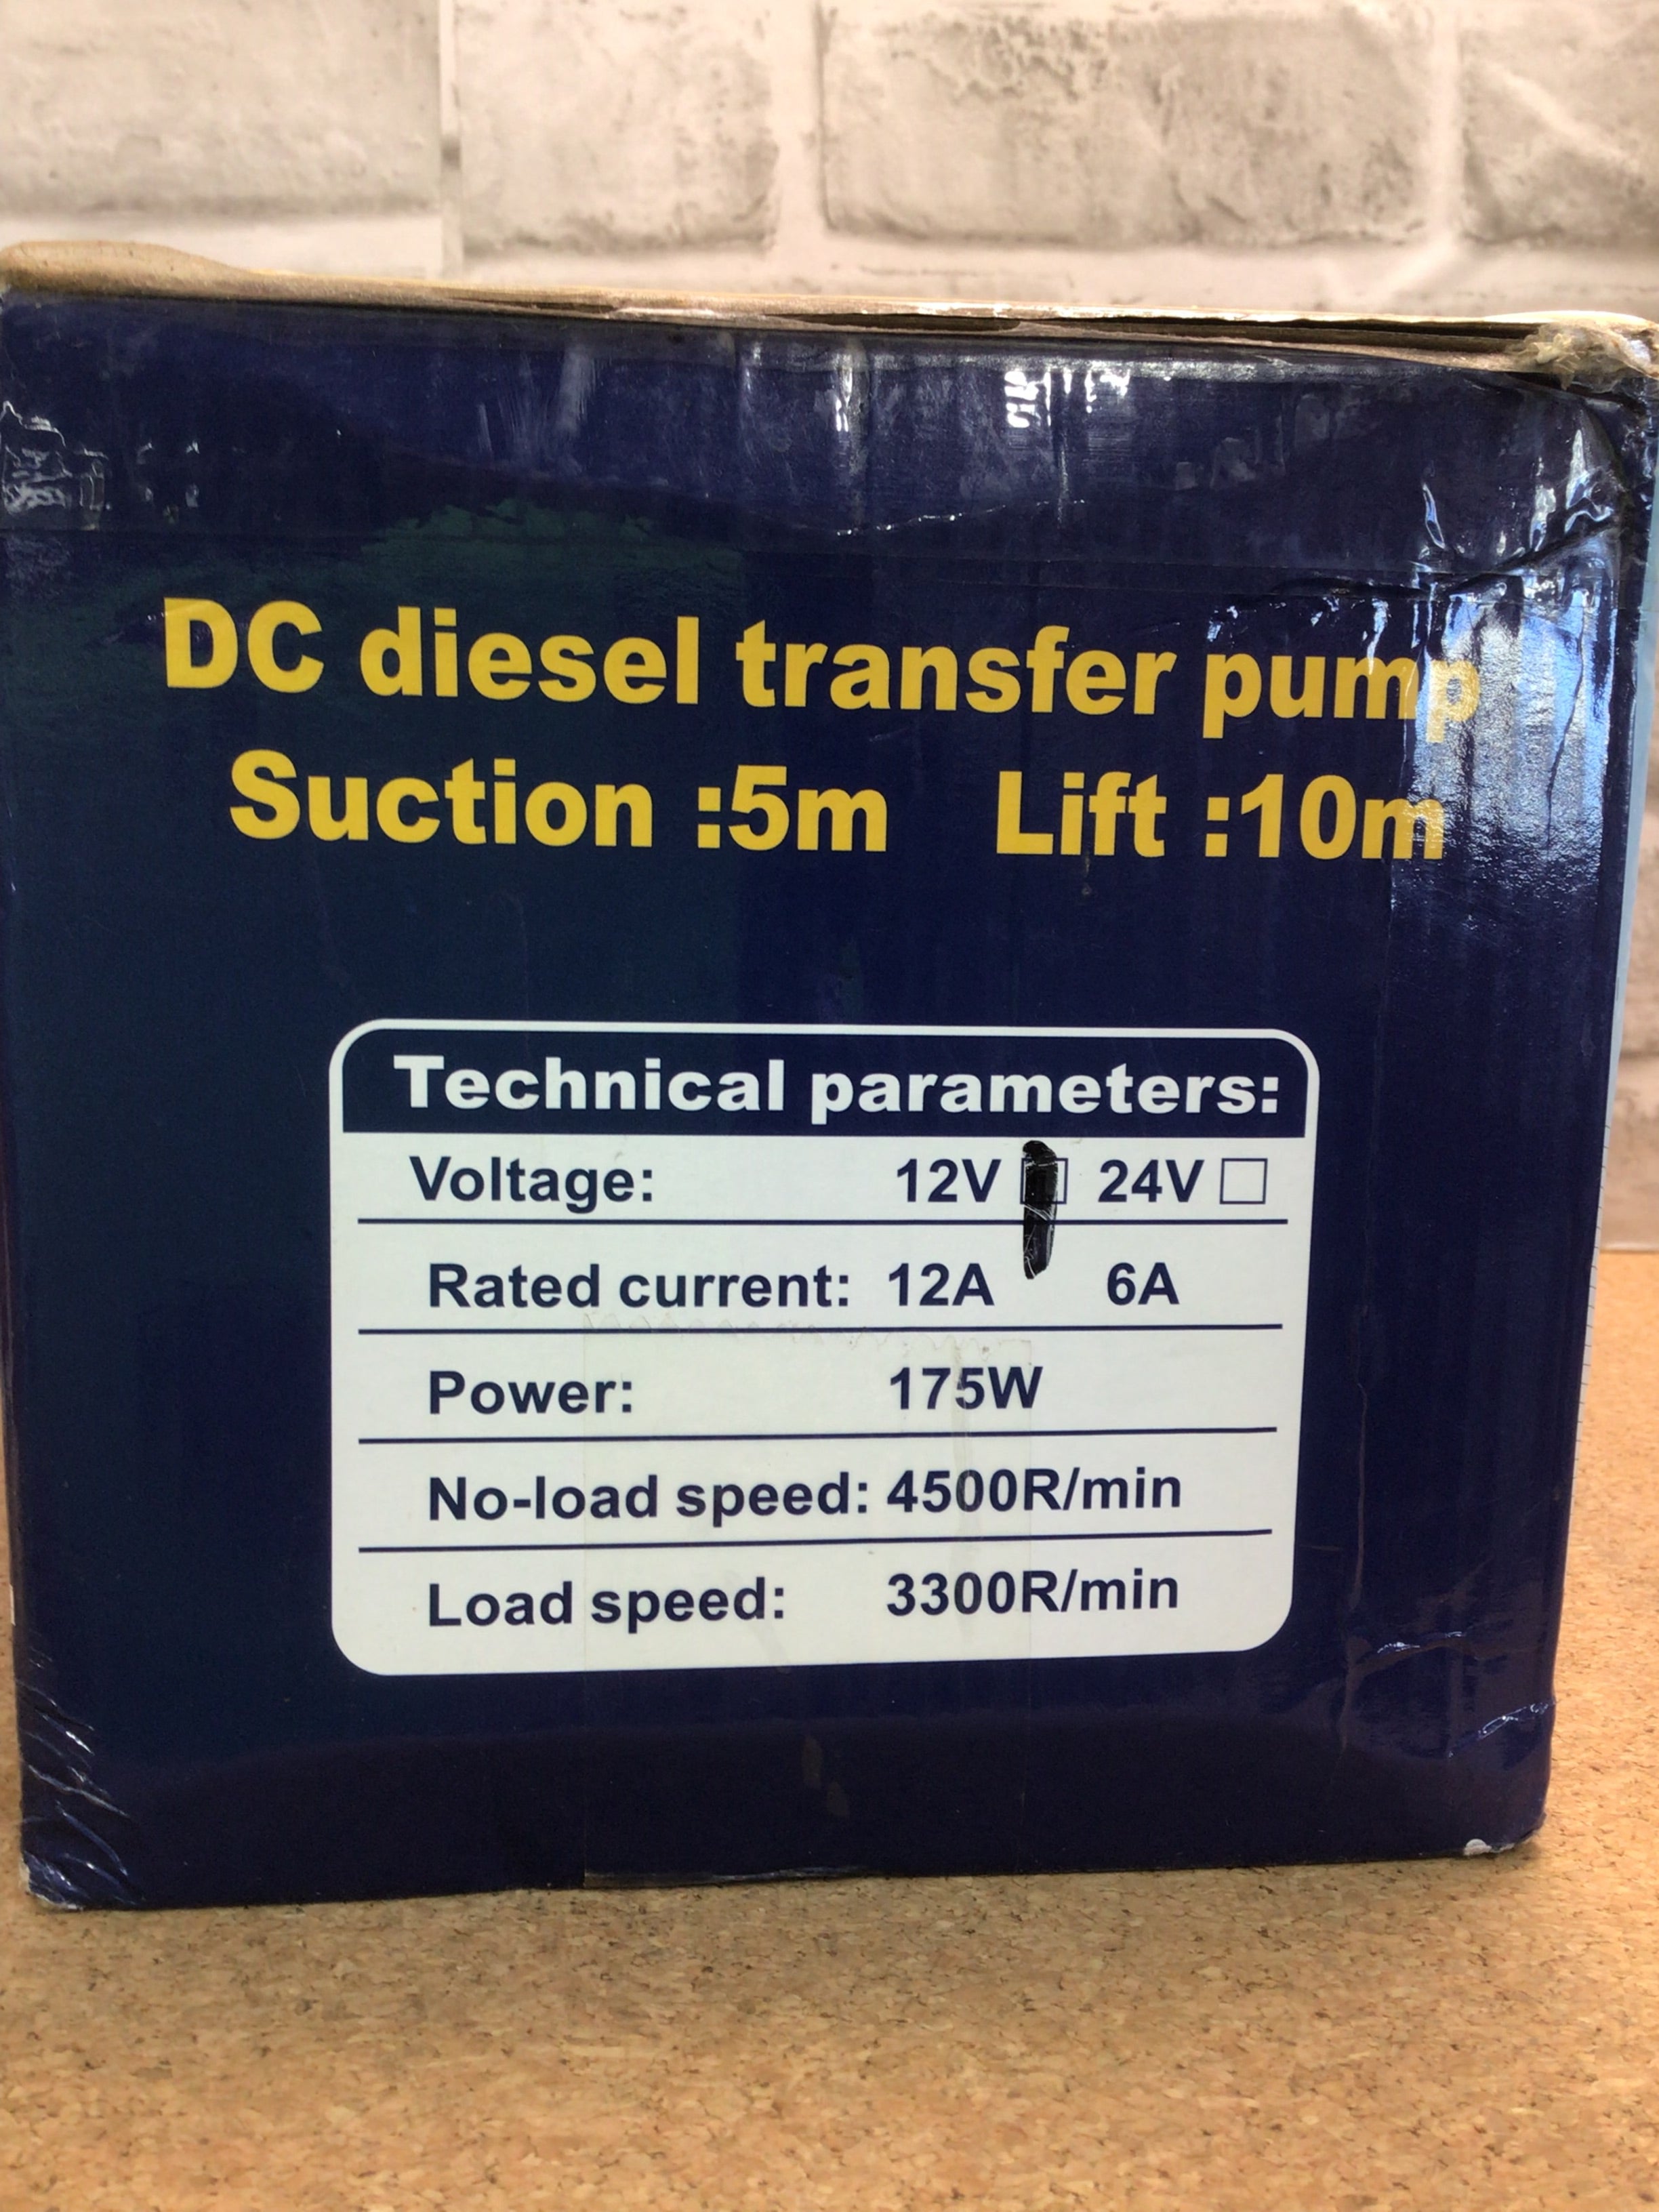 DC diesel transfer pump
Suction :5m Lift :10m
Technical parameters:
Voltage: 12V □ 24V □
Rated current: 12A 6A
Power: 175W
No-load speed: 4500R/min
Load speed: 3300R/min